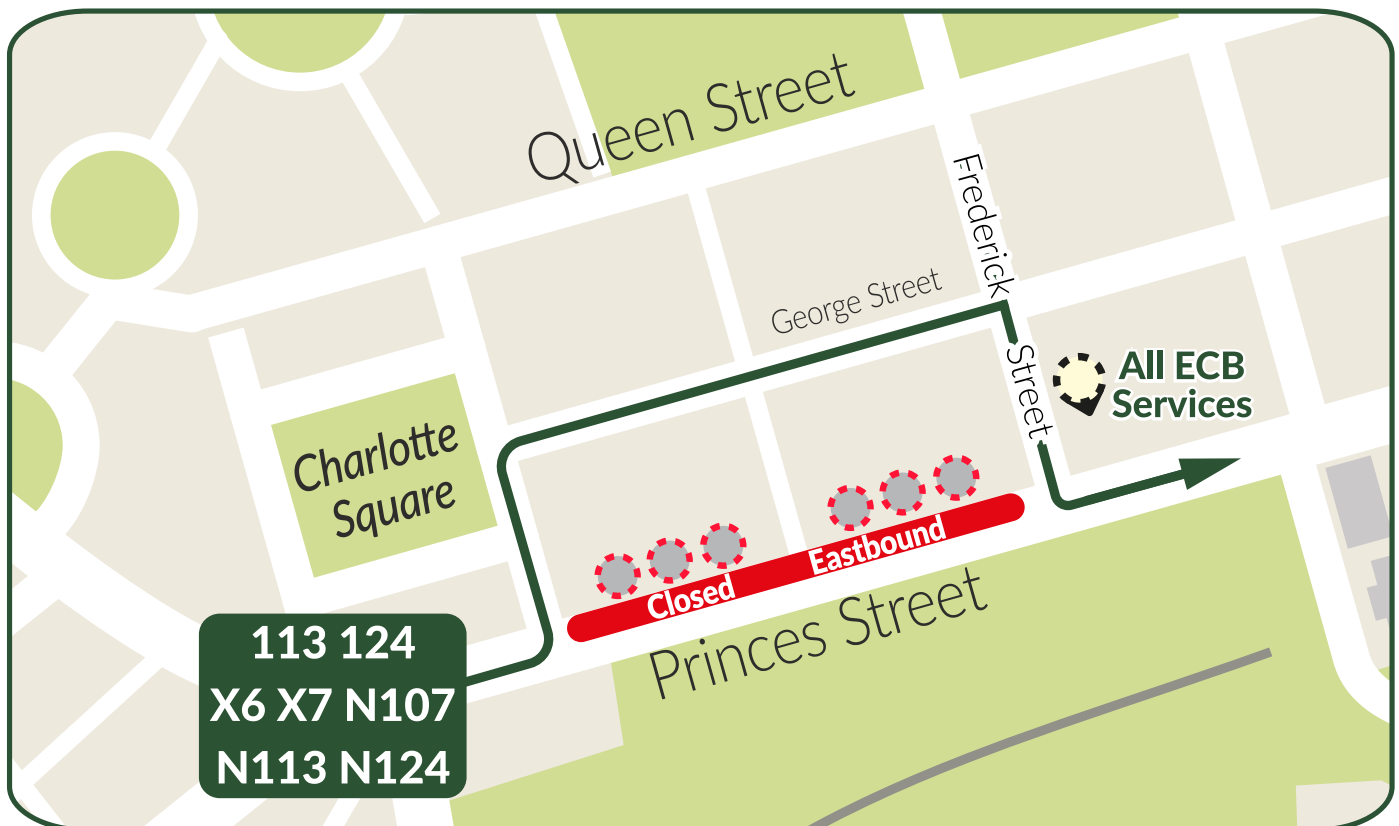 Queen Street
Frederick
Street
George Street
All ECB
Services
Charlotte
Square
Closed
Eastbound
Princes Street
113 124
X6 X7 N107
N113 N124